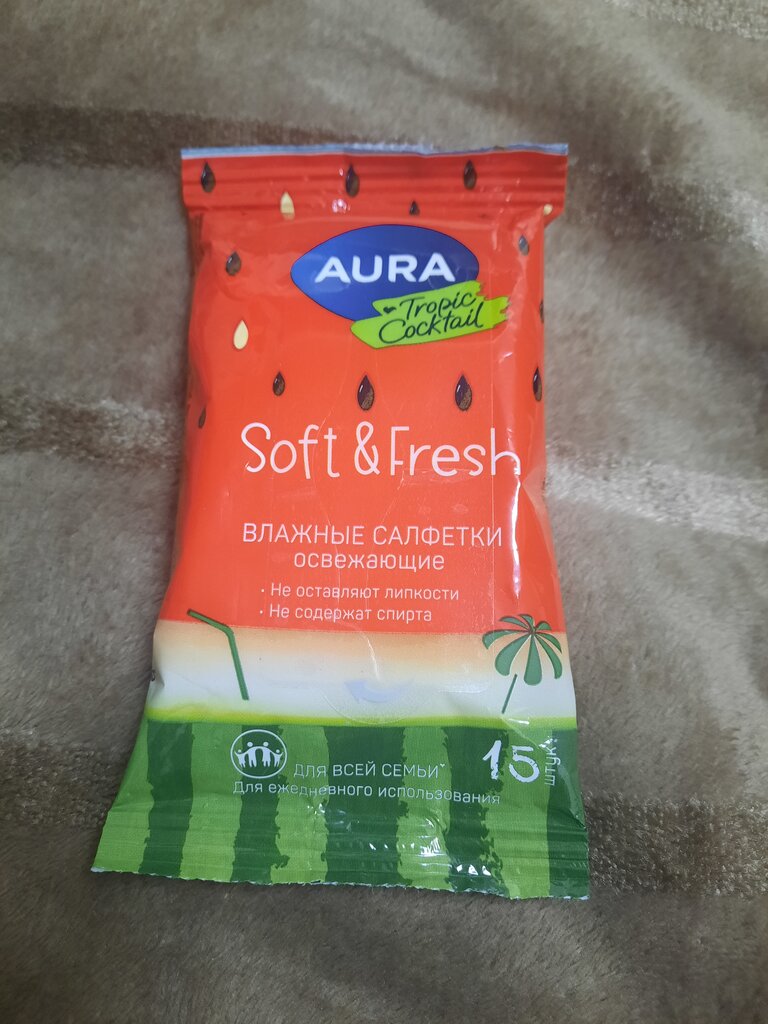 AURA
Tropic
Cocktail
Soft & Fresh
ВЛАЖНЫЕ САЛФЕТКИ
освежающие
· Не оставляют липкости
· Не содержат спирта
ДЛЯ ВСЕЙ СЕМЬИ*
15 штук
Для ежедневного использования